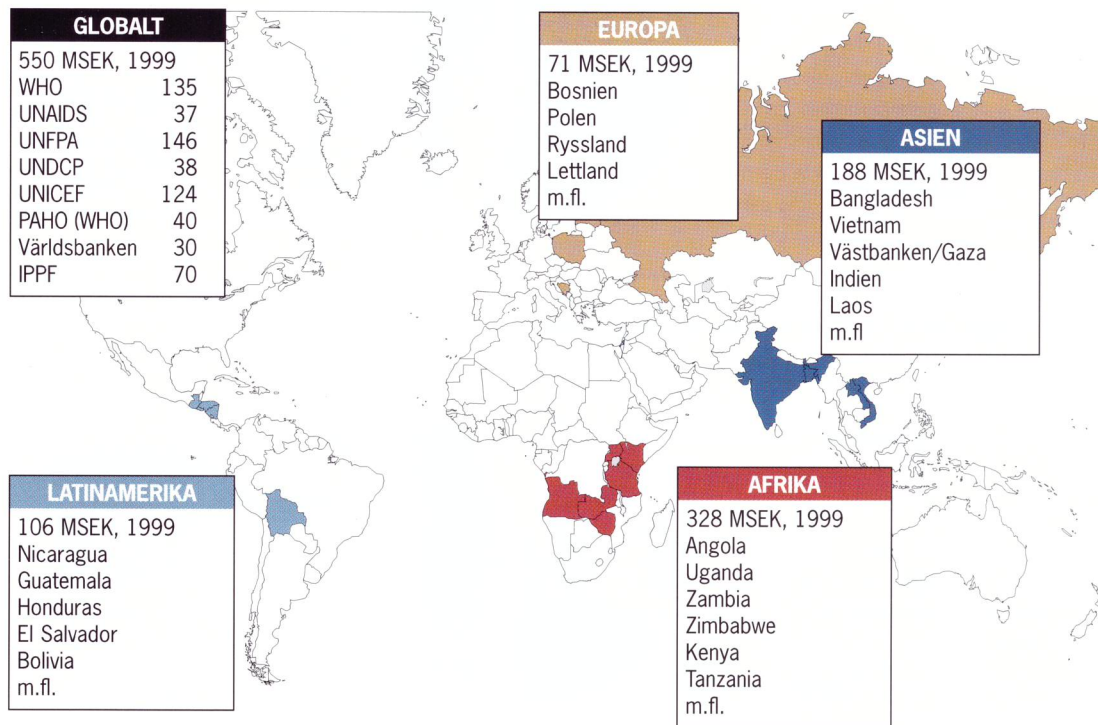 GLOBALT
550 MSEK, 1999
WHO 135
UNAIDS 37
UNFPA 146
UNDCP 38
UNICEF 124
PAHO (WHO) 40
Världsbanken 30
IPPF 70
EUROPA
71 MSEK, 1999
Bosnien
Polen
Ryssland
Lettland
m.fl.
ASIEN
188 MSEK, 1999
Bangladesh
Vietnam
Västbanken/Gaza
Indien
Laos
m.fl
LATINAMERIKA
106 MSEK, 1999
Nicaragua
Guatemala
Honduras
El Salvador
Bolivia
m.fl.
AFRIKA
328 MSEK, 1999
Angola
Uganda
Zambia
Zimbabwe
Kenya
Tanzania
m.fl.